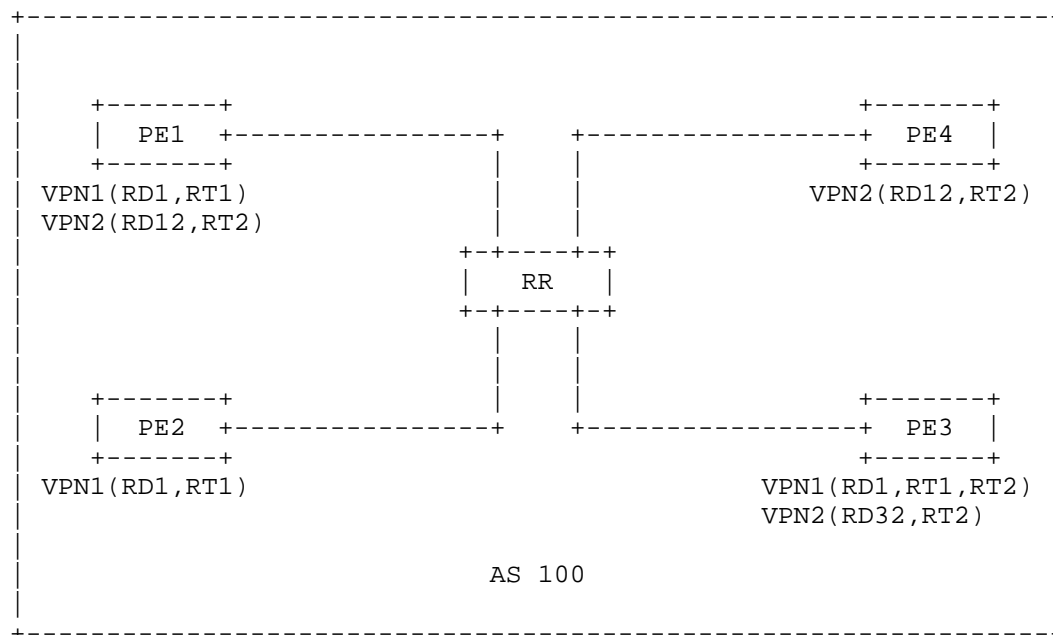 PE1 PE4
VPN1(RD1,RT1) VPN2(RD12,RT2)
VPN2(RD12,RT2)
RR
PE2 PE3
VPN1(RD1,RT1) VPN1(RD1,RT1,RT2)
VPN2(RD32,RT2)
AS 100